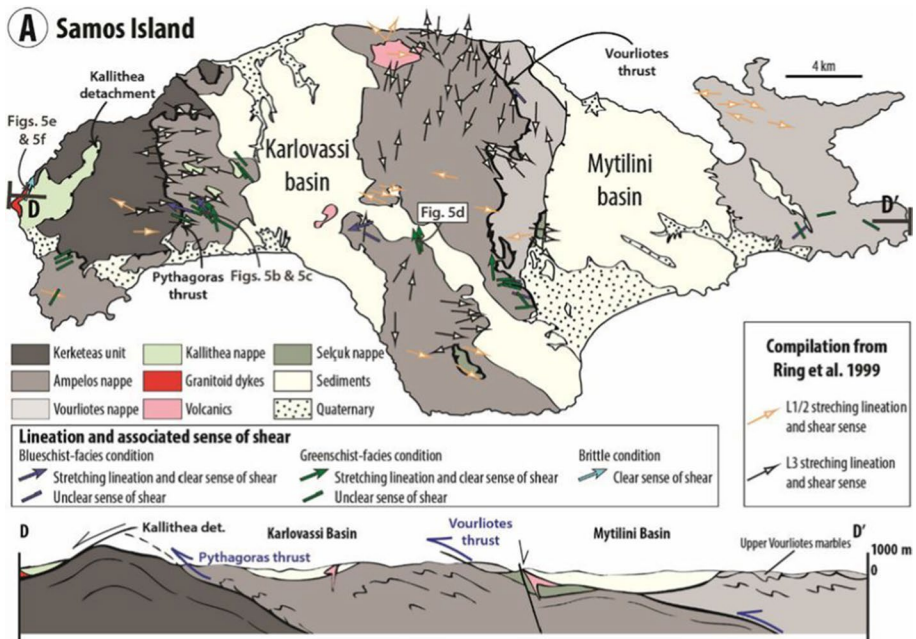 A Samos Island
Kallithea
detachment
Figs. 5e
& 5f
D
Karlovassi
basin
Vourliotes
thrust
4 km
Mytilini
basin
D'
Fig. 5d
Pythagoras
thrust
Figs. 5b & 5c
Kerketeas unit
Kallithea nappe
Selçuk nappe
Ampelos nappe
Granitoid dykes
Sediments
Vourliotes nappe
Volcanics
Quaternary
Compilation from
Ring et al. 1999
L1/2 streching lineation
and shear sense
L3 streching lineation
and shear sense
Lineation and associated sense of shear
Blueschist-facies condition
Stretching lineation and clear sense of shear
Unclear sense of shear
Greenschist-facies condition
Stretching lineation and clear sense of shear
Unclear sense of shear
Brittle condition
Clear sense of shear
D
Kallithea det.
Pythagoras thrust
Karlovassi Basin
Vourliotes
thrust
Mytilini Basin
Upper Vourliotes marbles
D'
1000 m
0